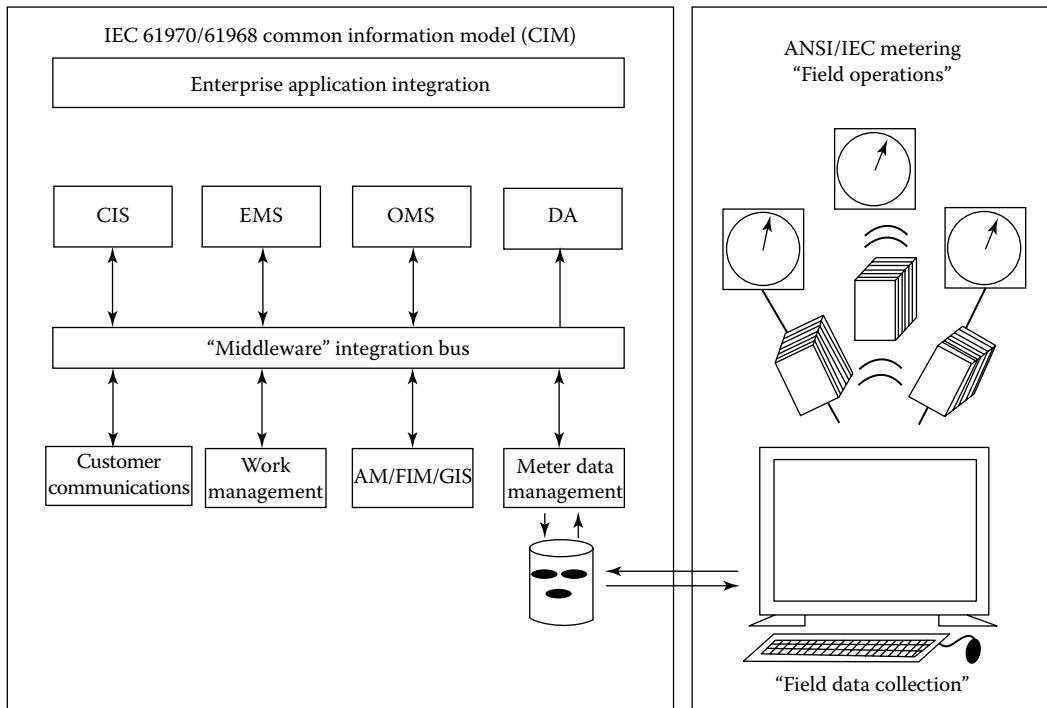 IEC 61970/61968 common information model (CIM)
Enterprise application integration
CIS
EMS
OMS
DA
“Middleware” integration bus
Customer
communications
Work
management
AM/FIM/GIS
Meter data
management
ANSI/IEC metering
“Field operations”
“Field data collection”